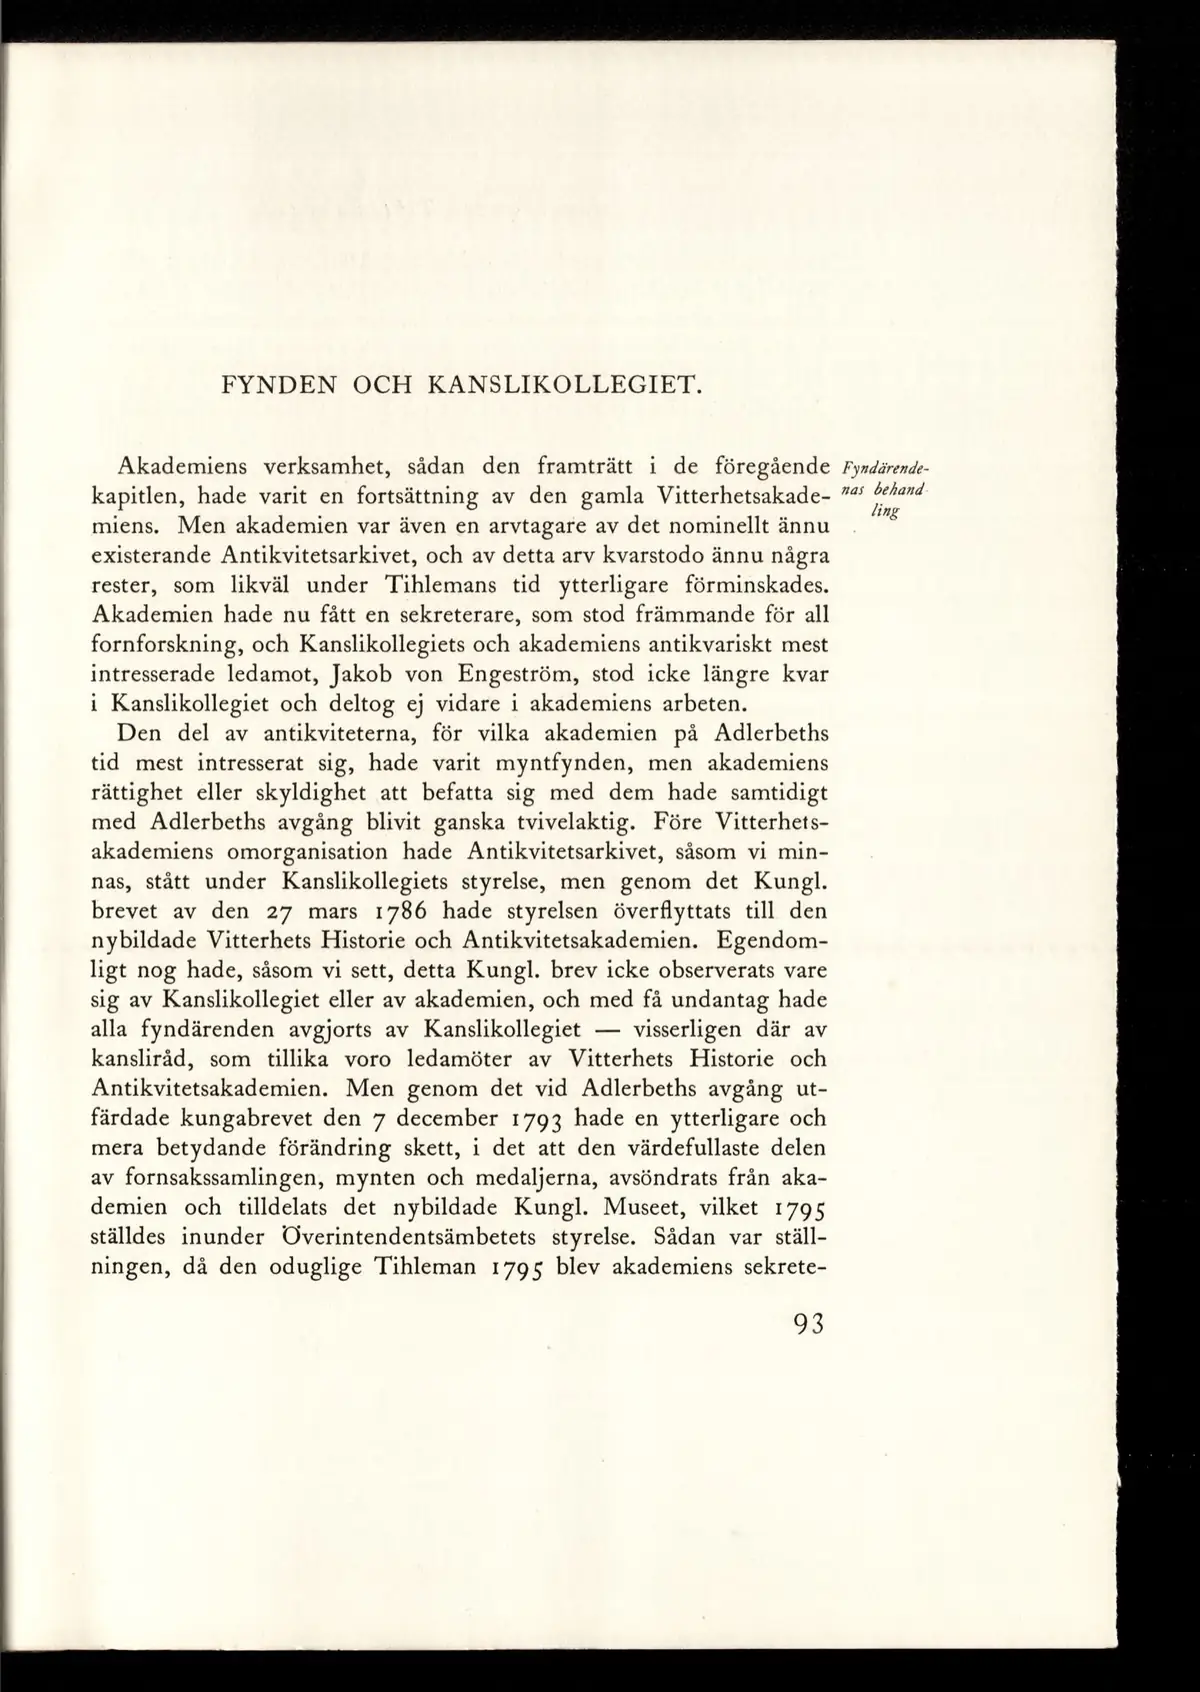 FYNDEN OCH KANSLIKOLLEGIET.
Akademiens verksamhet, sådan den framträtt i de föregående
kapitlen, hade varit en fortsättning av den gamla Vitterhetsakade-
miens. Men akademien var även en arvtagare av det nominellt ännu
existerande Antikvitetsarkivet, och av detta arv kvarstodo ännu några
rester, som likväl under Tihlemans tid ytterligare förminskades.
Akademien hade nu fått en sekreterare, som stod främmande för all
fornforskning, och Kanslikollegiets och akademiens antikvariskt mest
intresserade ledamot, Jakob von Engeström, stod icke längre kvar
i Kanslikollegiet och deltog ej vidare i akademiens arbeten.
Fyndärende-
nas behand-
ling
Den del av antikviteterna, för vilka akademien på Adlerbeths
tid mest intresserat sig, hade varit myntfynden, men akademiens
rättighet eller skyldighet att befatta sig med dem hade samtidigt
med Adlerbeths avgång blivit ganska tvivelaktig. Före Vitterhets-
akademiens omorganisation hade Antikvitetsarkivet, såsom vi min-
nas, stått under Kanslikollegiets styrelse, men genom det Kungl.
brevet av den 27 mars 1786 hade styrelsen överflyttats till den
nybildade Vitterhets Historie och Antikvitetsakademien. Egendom-
ligt nog hade, såsom vi sett, detta Kungl. brev icke observerats vare
sig av Kanslikollegiet eller av akademien, och med få undantag hade
alla fyndärenden avgjorts av Kanslikollegiet — visserligen där av
kansliråd, som tillika voro ledamöter av Vitterhets Historie och
Antikvitetsakademien. Men genom det vid Adlerbeths avgång ut-
färdade kungabrevet den 7 december 1793 hade en ytterligare och
mera betydande förändring skett, i det att den värdefullaste delen
av fornsakssamlingen, mynten och medaljerna, avsöndrats från aka-
demien och tilldelats det nybildade Kungl. Museet, vilket 1795
ställdes inunder Överintendentsämbetets styrelse. Sådan var ställ-
ningen, då den oduglige Tihleman 1795 blev akademiens sekrete-
93